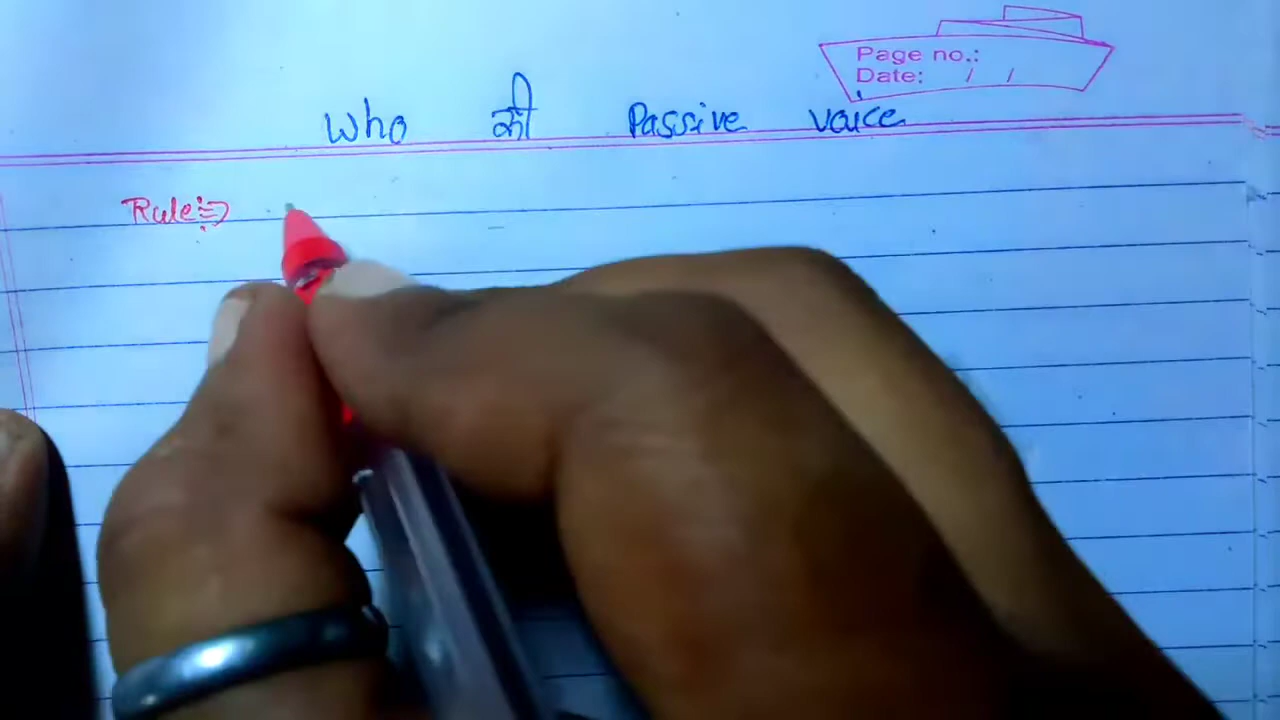 Page no.:
Date: / /
Who की Passive voice
Rule:⇒